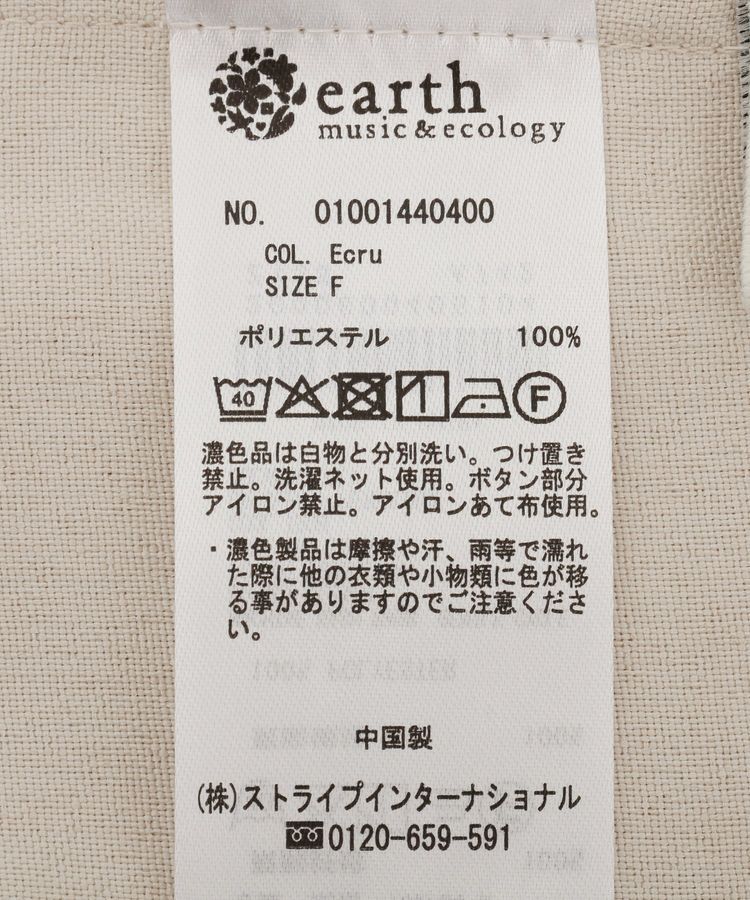 earth
music&ecology
NO. 01001440400
COL. Ecru
SIZE F
ポリエステル 100%
40 F
濃色品は白物と分別洗い。つけ置き
禁止。洗濯ネット使用。ボタン部分
アイロン禁止。アイロンあて布使用。
・濃色製品は摩擦や汗、雨等で濡れ
た際に他の衣類や小物類に色が移
る事がありますのでご注意くださ
い。
中国製
(株)ストライプインターナショナル
0120-659-591